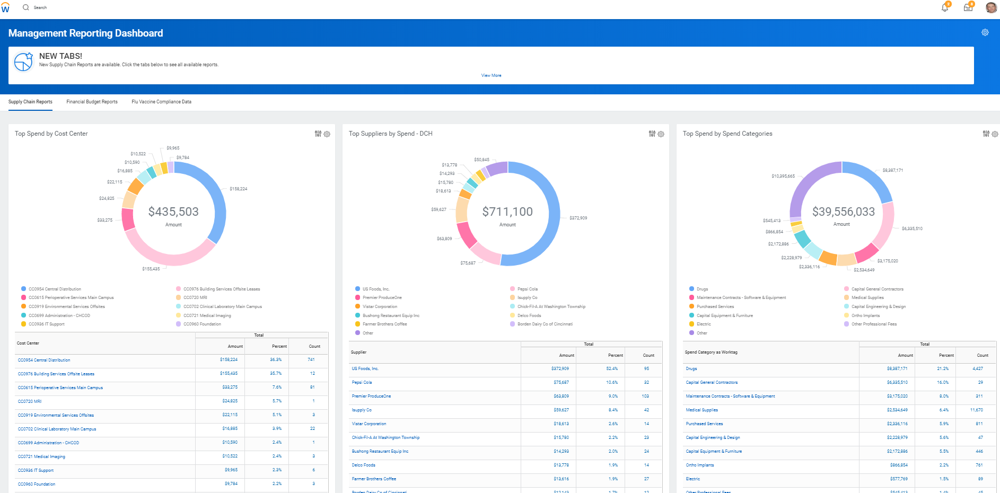 W
Search
2
8
Management Reporting Dashboard
NEW TABS!
New Supply Chain Reports are available. Click the tabs below to see all available reports.
View More
Supply Chain Reports Financial Budget Reports Flu Vaccine Compliance Data
Top Spend by Cost Center
$9,965
$10,522
$9,784
$10,590
$16,885
$22,115
$158,224
$24,825
$435,503
$33,275
Amount
$155,435
CC0954 Central Distribution CC0976 Building Services Offsite Leases
CC0615 Perioperative Services Main Campus CC0720 MRI
CC0919 Environmental Services Offsites CC0702 Clinical Laboratory Main Campus
CC0699 Administration - CHCOD CC0721 Medical Imaging
CC0936 IT Support CC0960 Foundation
Total
Cost Center Amount Percent Count
CC0954 Central Distribution $158,224 36.3% 741
CC0976 Building Services Offsite Leases $155,435 35.7% 12
CC0615 Perioperative Services Main Campus $33,275 7.6% 81
CC0720 MRI $24,825 5.7% 1
CC0919 Environmental Services Offsites $22,115 5.1% 3
CC0702 Clinical Laboratory Main Campus $16,885 3.9% 22
CC0699 Administration - CHCOD $10,590 2.4% 1
CC0721 Medical Imaging $10,522 2.4% 3
CC0936 IT Support $9,965 2.3% 6
CC0960 Foundation $9,784 2.2% 3
Top Suppliers by Spend - DCH
$50,845
$13,778
$14,293
$15,780
$18,613
$59,627
$711,100
$372,909
Amount
$63,809
$75,687
US Foods, Inc. Pepsi Cola
Premier ProduceOne Isupply Co
Vistar Corporation Chick-Fil-A At Washington Township
Bushong Restaurant Equip Inc Delco Foods
Farmer Brothers Coffee Borden Dairy Co of Cincinnati
Other
Total
Supplier Amount Percent Count
US Foods, Inc. $372,909 52.4% 95
Pepsi Cola $75,687 10.6% 32
Premier ProduceOne $63,809 9.0% 103
Isupply Co $59,627 8.4% 42
Vistar Corporation $18,613 2.6% 14
Chick-Fil-A At Washington Township $15,780 2.2% 23
Bushong Restaurant Equip Inc $14,293 2.0% 24
Delco Foods $13,778 1.9% 14
Farmer Brothers Coffee $13,616 1.9% 27
Borden Dairy Co of Cincinnati $12,143 1.7% 12
Top Spend by Spend Categories
$8,387,171
$10,395,665
$39,556,033
Amount
$545,413
$6,335,510
$866,854
$2,172,886
$2,228,979
$3,175,020
$2,336,116
$2,534,649
Drugs Capital General Contractors
Maintenance Contracts - Software & Equipment Medical Supplies
Purchased Services Capital Engineering & Design
Capital Equipment & Furniture Ortho Implants
Electric Other Professional Fees
Other
Total
Spend Category as Worktag Amount Percent Count
Drugs $8,387,171 21.2% 4,427
Capital General Contractors $6,335,510 16.0% 29
Maintenance Contracts - Software & Equipment $3,175,020 8.0% 311
Medical Supplies $2,534,649 6.4% 11,670
Purchased Services $2,336,116 5.9% 811
Capital Engineering & Design $2,228,979 5.6% 47
Capital Equipment & Furniture $2,172,886 5.5% 446
Ortho Implants $866,854 2.2% 761
Electric $577,769 1.5% 89
Other Professional Fees $545,413 1.4% 45